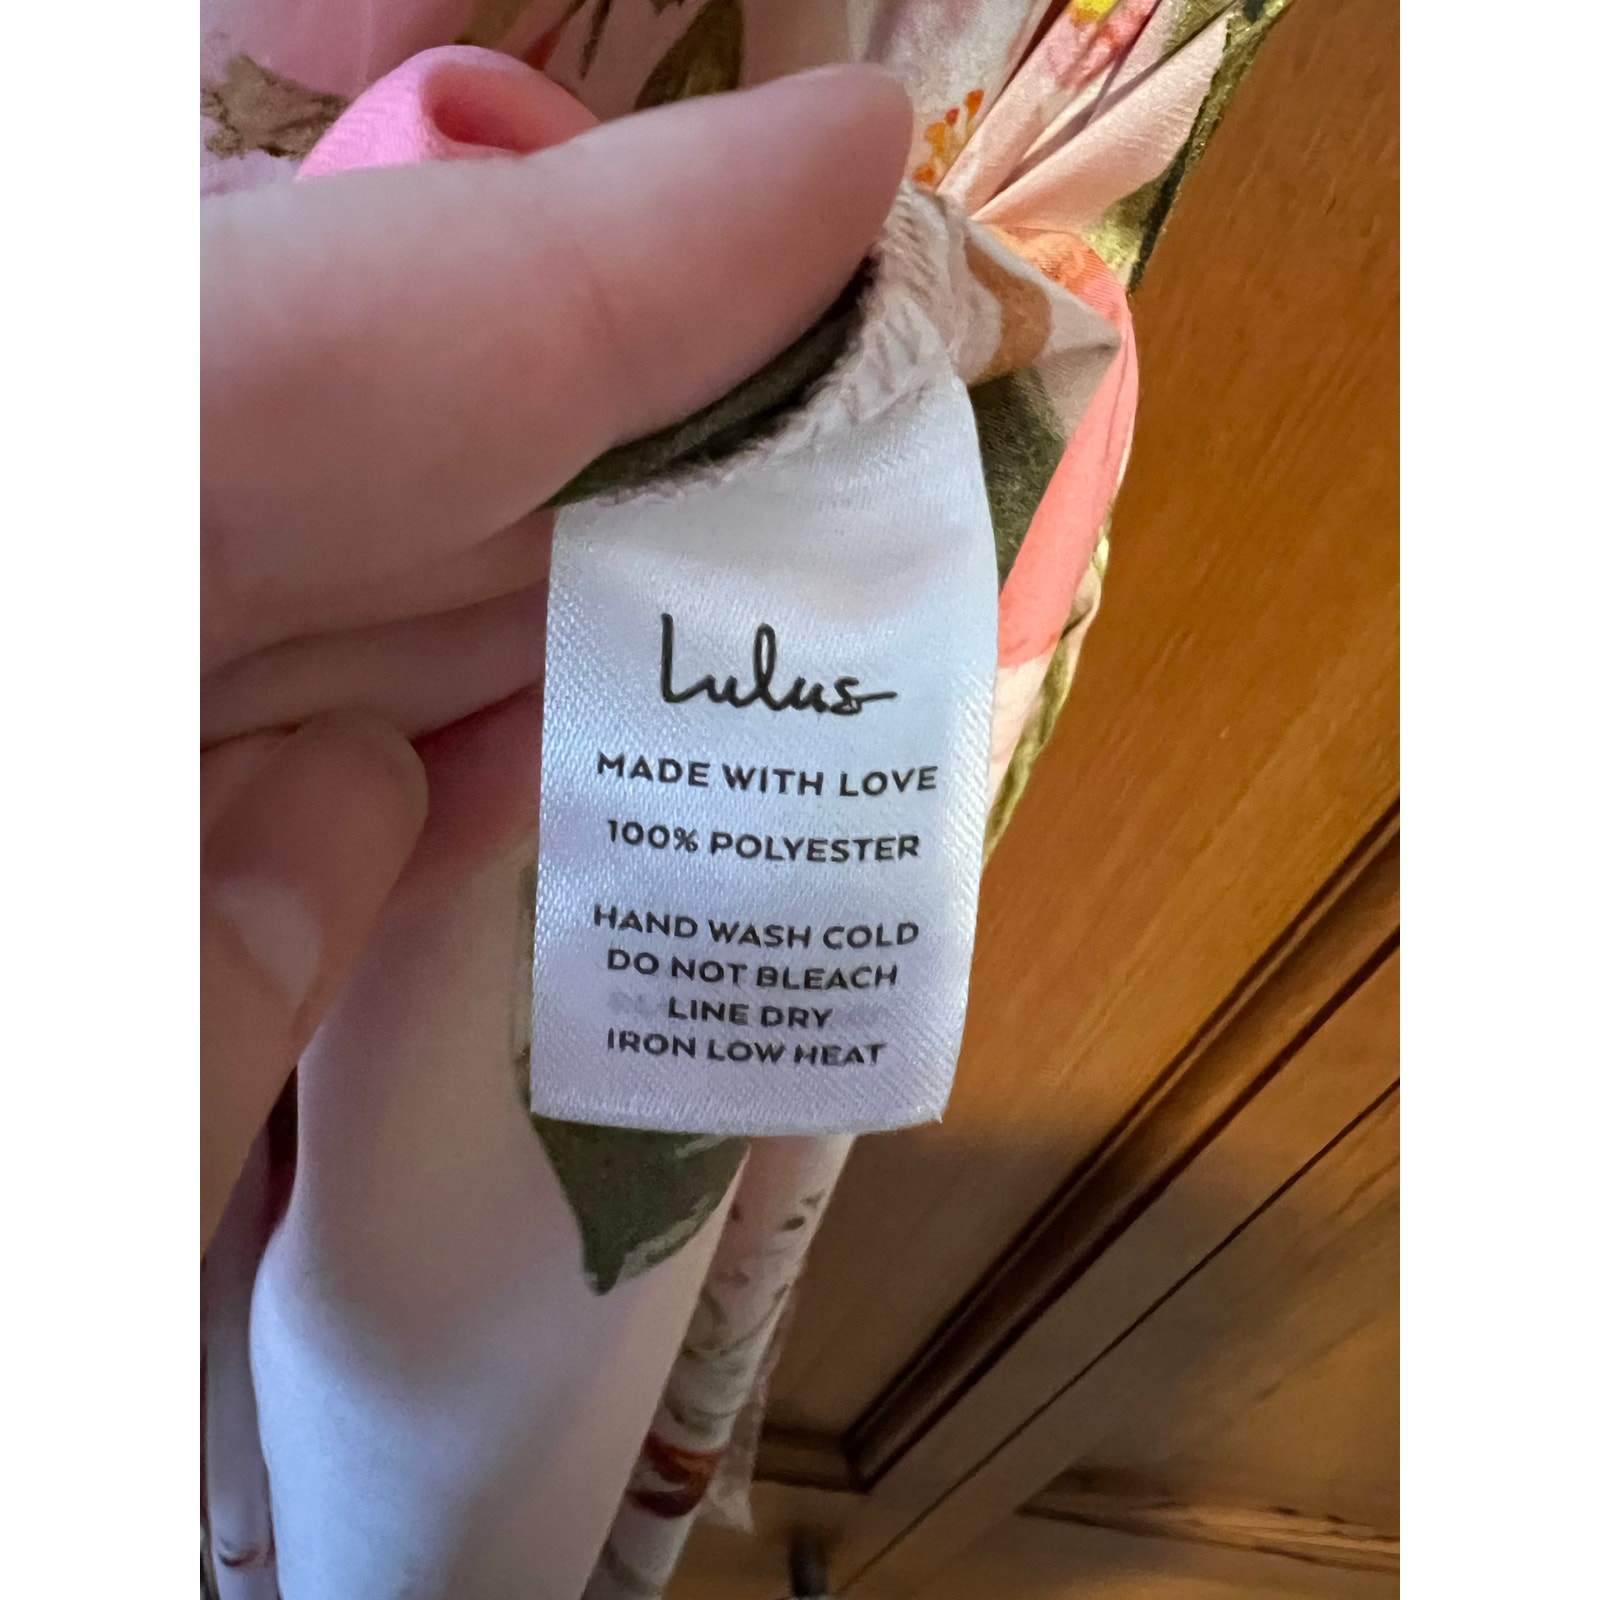 Lulus
MADE WITH LOVE
100% POLYESTER
HAND WASH COLD
DO NOT BLEACH
LINE DRY
IRON LOW HEAT